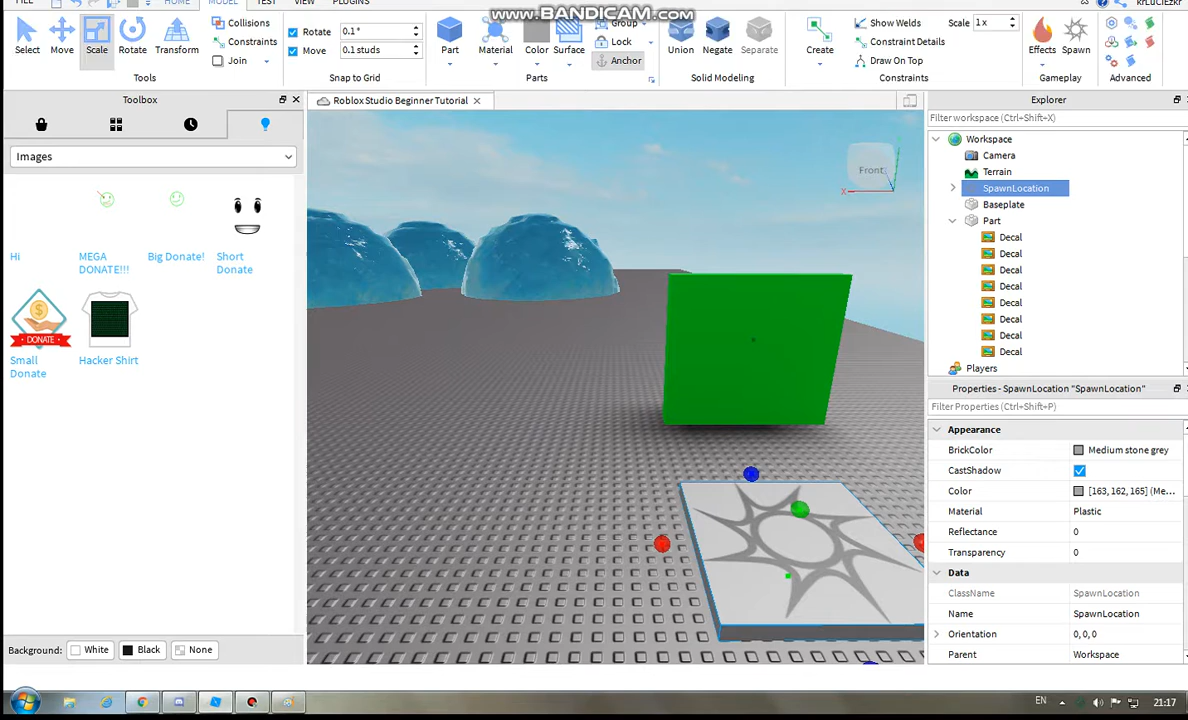 FILE HOME MODEL TEST VIEW PLUGINS
www.BANDICAM.com
krLuciezkr
Select Move Scale Rotate Transform
Collisions
Constraints
Join
Tools
Rotate 0.1°
Move 0.1 studs
Snap to Grid
Part Material Color Surface
Group
Lock
Anchor
Parts
Union Negate Separate
Solid Modeling
Create
Show Welds Scale 1x
Constraint Details
Draw On Top
Constraints
Effects Spawn
Gameplay
Advanced
Toolbox
Images
Hi
MEGA DONATE!!!
Big Donate!
Short Donate
DONATE
Small Donate
Hacker Shirt
Background: White Black None
Roblox Studio Beginner Tutorial
Front
X
Explorer
Filter workspace (Ctrl+Shift+X)
Workspace
Camera
Terrain
SpawnLocation
Baseplate
Part
Decal
Decal
Decal
Decal
Decal
Decal
Decal
Decal
Players
Properties - SpawnLocation "SpawnLocation"
Filter Properties (Ctrl+Shift+P)
Appearance
BrickColor Medium stone grey
CastShadow
Color [163, 162, 165] (Me...
Material Plastic
Reflectance 0
Transparency 0
Data
ClassName SpawnLocation
Name SpawnLocation
Orientation 0, 0, 0
Parent Workspace
EN 21:17